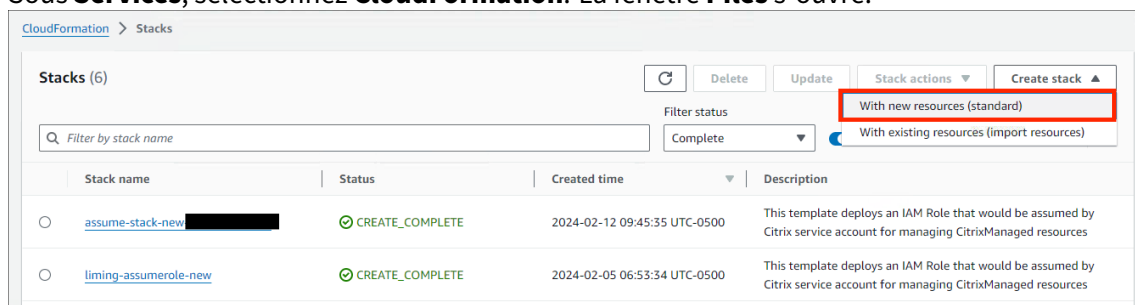 CloudFormation > Stacks
Stacks (6)
Delete
Update
Stack actions
Create stack
With new resources (standard)
With existing resources (import resources)
Filter status
Filter by stack name
Complete
Stack name
Status
Created time
Description
assume-stack-new
CREATE_COMPLETE
2024-02-12 09:45:35 UTC-0500
This template deploys an IAM Role that would be assumed by
Citrix service account for managing CitrixManaged resources
liming-assumerole-new
CREATE_COMPLETE
2024-02-05 06:53:34 UTC-0500
This template deploys an IAM Role that would be assumed by
Citrix service account for managing CitrixManaged resources